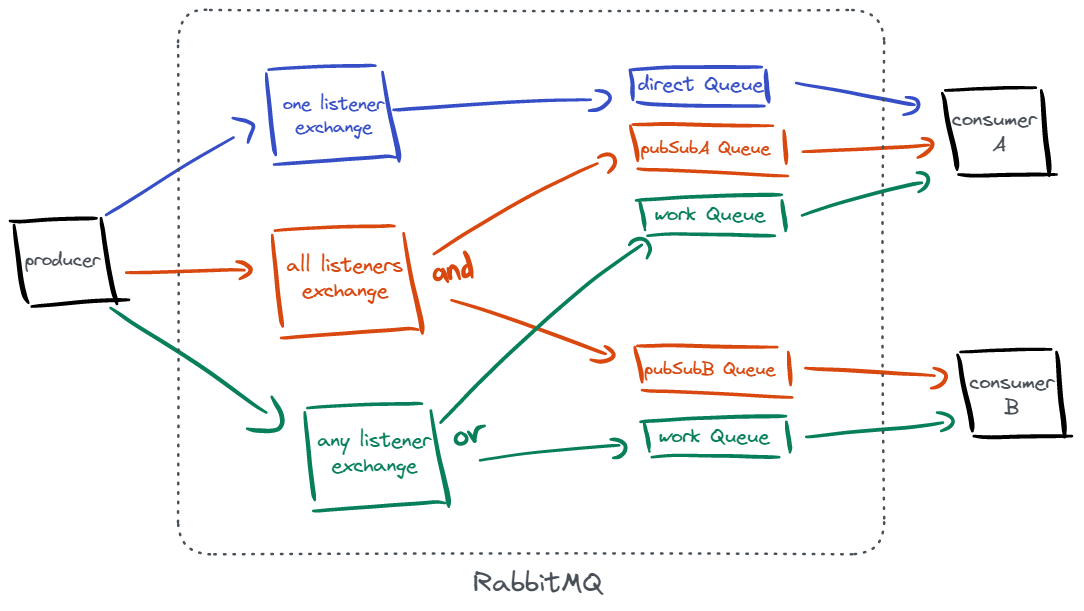 one listener
exchange
direct Queue
pubSubA Queue
work Queue
consumer
A
producer
all listeners
exchange
and
pubSubB Queue
work Queue
consumer
B
any listener
exchange
or
RabbitMQ